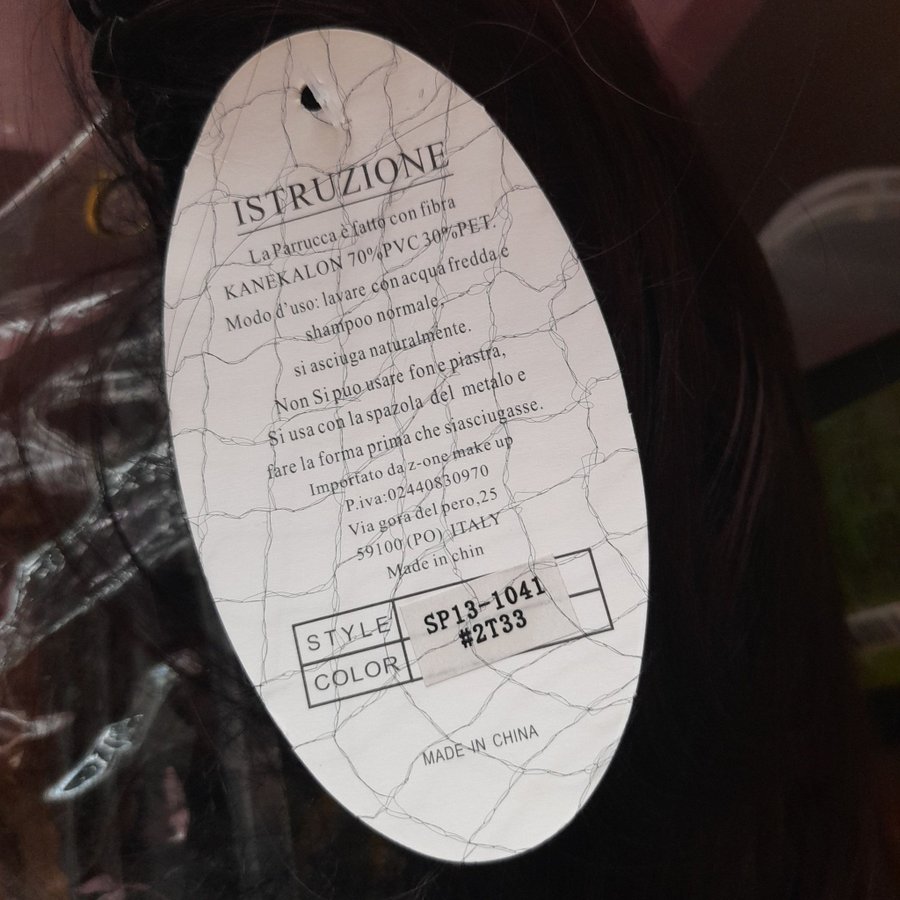 ISTRUZIONE
La Parrucca è fatto con fibra
KANEKALON 70%PVC 30%PET.
Modo d'uso: lavare con acqua fredda e
shampoo normale,
si asciuga naturalmente.
Non Si puo usare fon e piastra,
Si usa con la spazola del metalo e
fare la forma prima che siasciugasse.
Importato da z-one make up
P.iva:02440830970
Via gora del pero,25
59100 (PO) ITALY
Made in chin
STYLE SP13-1041
COLOR #2T33
MADE IN CHINA